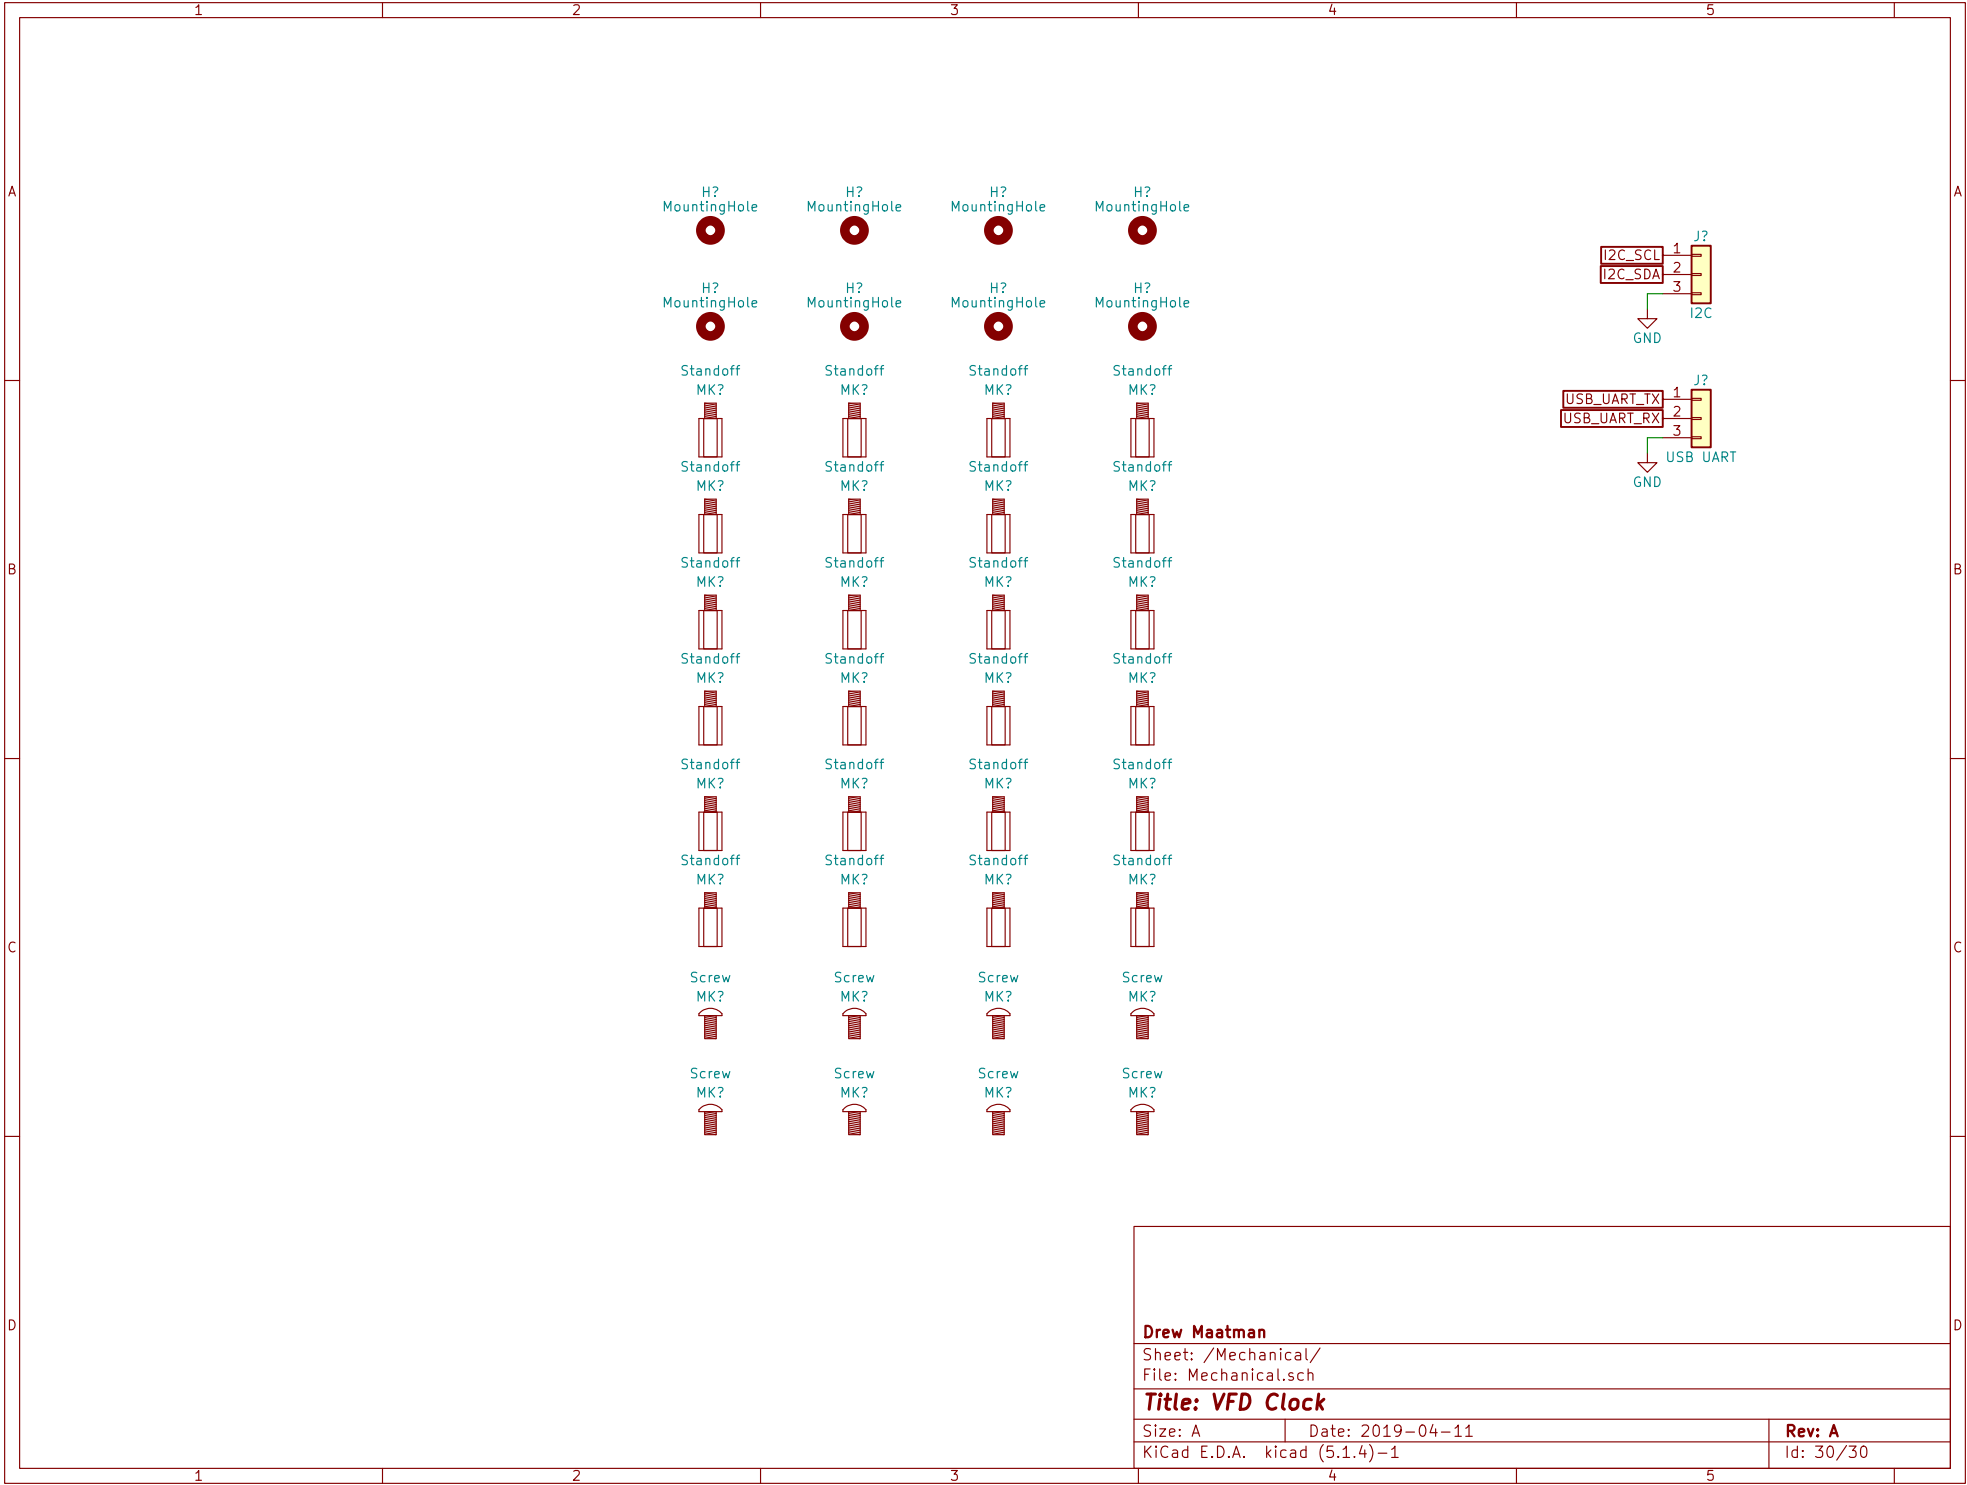 1 2 3 4 5
A A
H? H? H? H?
MountingHole MountingHole MountingHole MountingHole
J?
I2C_SCL 1
I2C_SDA 2
3
I2C
GND
H? H? H? H?
MountingHole MountingHole MountingHole MountingHole
Standoff Standoff Standoff Standoff
MK? MK? MK? MK?
J?
USB_UART_TX 1
USB_UART_RX 2
3
USB UART
GND
Standoff Standoff Standoff Standoff
MK? MK? MK? MK?
B B
Standoff Standoff Standoff Standoff
MK? MK? MK? MK?
Standoff Standoff Standoff Standoff
MK? MK? MK? MK?
Standoff Standoff Standoff Standoff
MK? MK? MK? MK?
Standoff Standoff Standoff Standoff
MK? MK? MK? MK?
C C
Screw Screw Screw Screw
MK? MK? MK? MK?
Screw Screw Screw Screw
MK? MK? MK? MK?
D D
Drew Maatman
Sheet: /Mechanical/
File: Mechanical.sch
Title: VFD Clock
Size: A Date: 2019-04-11 Rev: A
KiCad E.D.A. kicad (5.1.4)-1 Id: 30/30
1 2 3 4 5